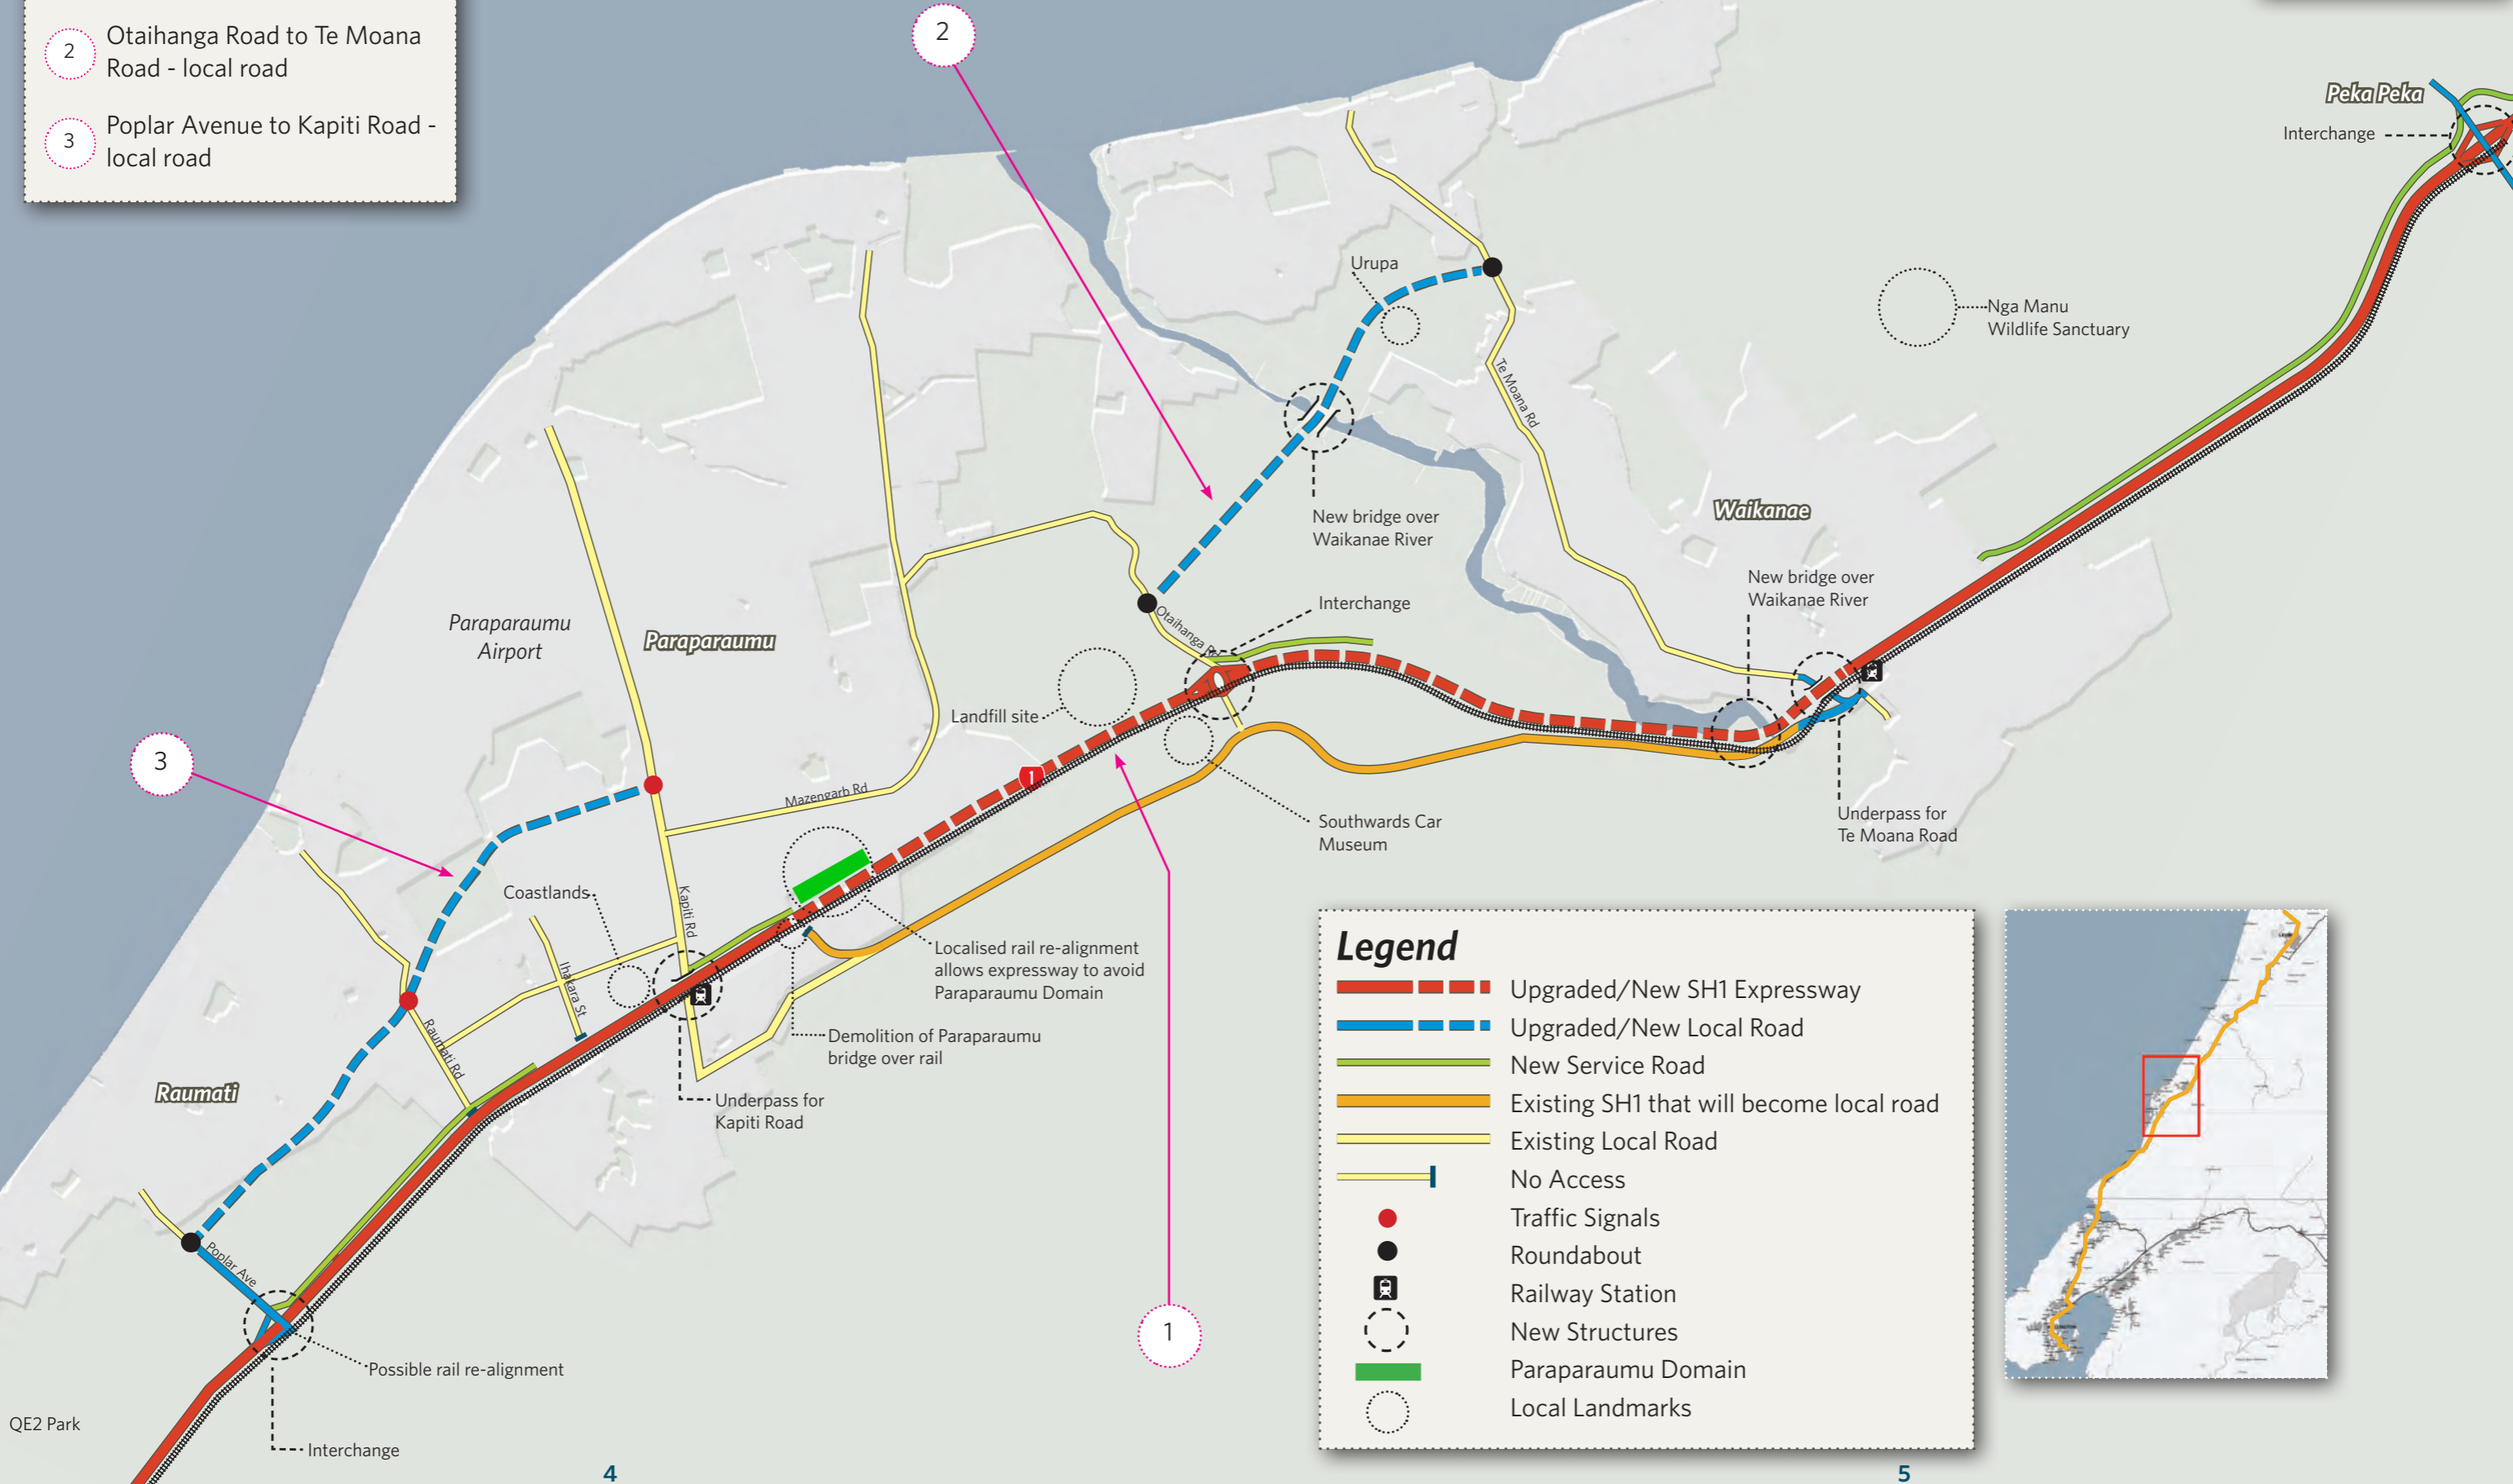 2
Otaihanga Road to Te Moana
Road - local road
3
Poplar Avenue to Kapiti Road -
local road
2
Peka Peka
Interchange
Urupa
Nga Manu
Wildlife Sanctuary
Te Moana Rd
New bridge over
Waikanae River
Waikanae
New bridge over
Waikanae River
Paraparaumu
Airport
Paraparaumu
Otaihanga Rd
Interchange
Landfill site
3
1
Mazengarb Rd
Southwards Car
Museum
Underpass for
Te Moana Road
Coastlands
Kapiti Rd
Ihakara St
Localised rail re-alignment
allows expressway to avoid
Paraparaumu Domain
Demolition of Paraparaumu
bridge over rail
Raumati Rd
Raumati
Underpass for
Kapiti Road
Poplar Ave
Possible rail re-alignment
QE2 Park
Interchange
1
Legend
Upgraded/New SH1 Expressway
Upgraded/New Local Road
New Service Road
Existing SH1 that will become local road
Existing Local Road
No Access
Traffic Signals
Roundabout
Railway Station
New Structures
Paraparaumu Domain
Local Landmarks
4
5